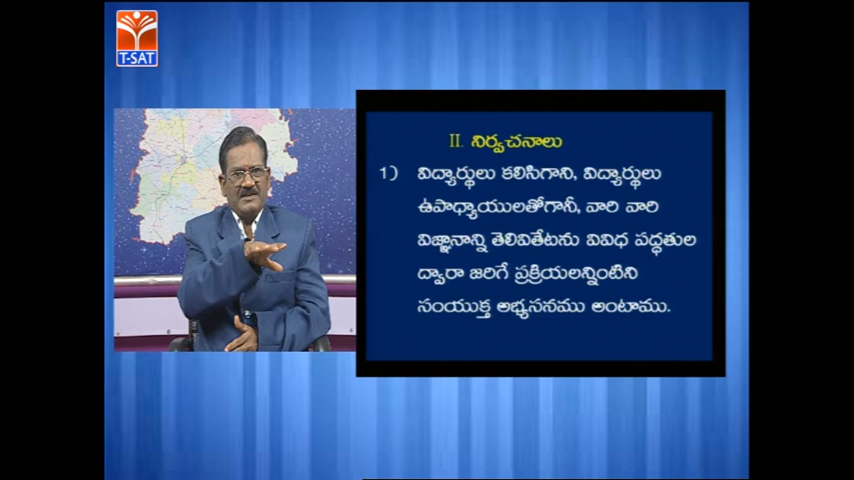 T-SAT
II. నిర్వచనాలు
1) విద్యార్థులు కలిసిగాని, విద్యార్థులు
ఉపాధ్యాయులతోగానీ, వారి వారి
విజ్ఞానాన్ని తెలివితేటను వివిధ పద్ధతుల
ద్వారా జరిగే ప్రక్రియలన్నింటిని
సంయుక్త అభ్యసనము అంటాము.